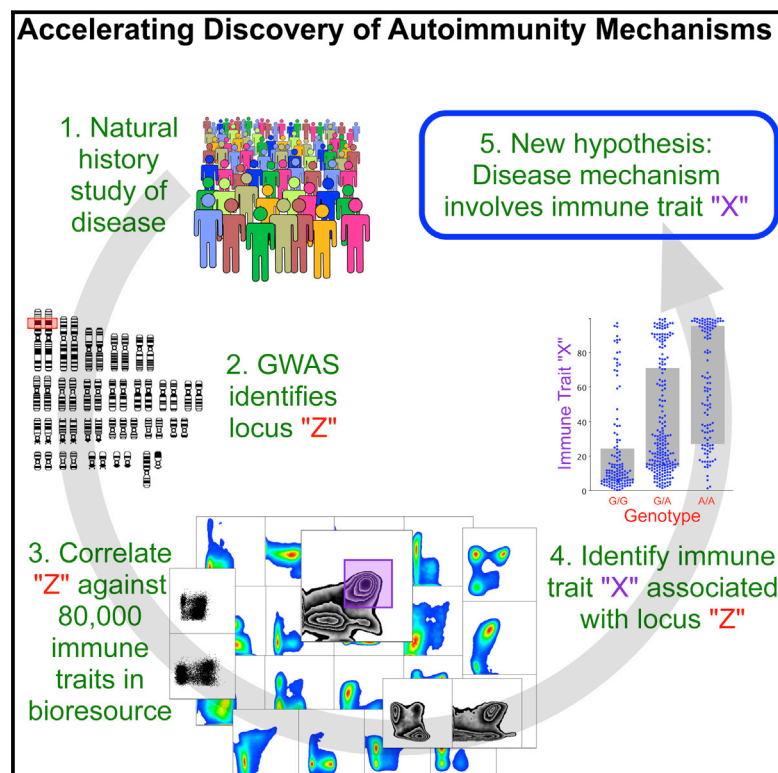 Accelerating Discovery of Autoimmunity Mechanisms
1. Natural
history
study of
disease
5. New hypothesis:
Disease mechanism
involves immune trait "X"
2. GWAS
identifies
locus "Z"
3. Correlate
"Z" against
80,000
immune
traits in
bioresource
Immune Trait "X"
100
80
60
40
20
0
G/G G/A A/A
Genotype
4. Identify immune
trait "X" associated
with locus "Z"